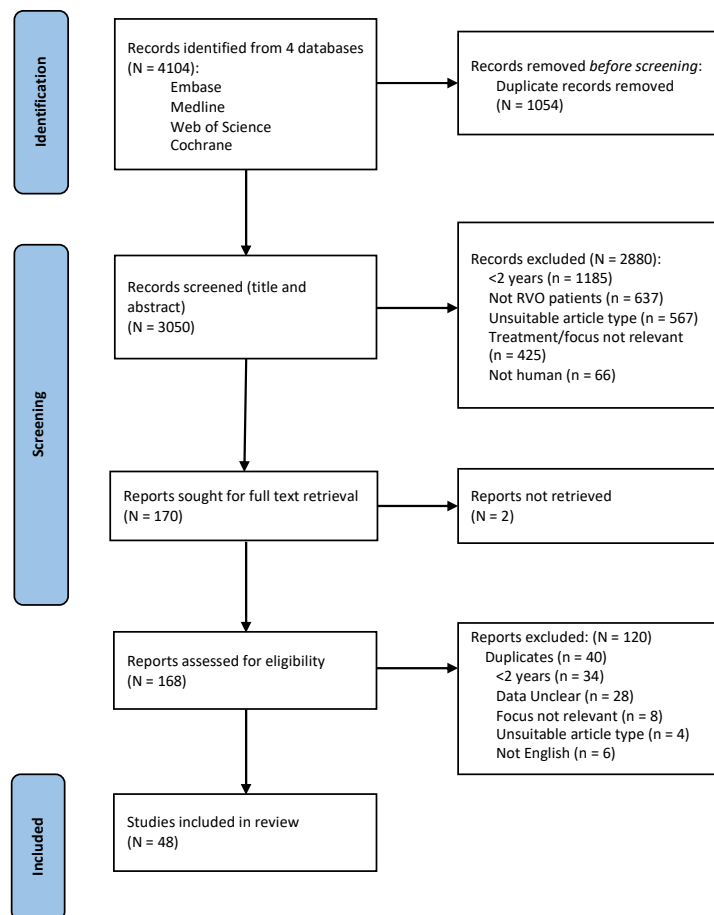 Identification
Records identified from 4 databases
(N = 4104):
Embase
Medline
Web of Science
Cochrane
Records removed before screening:
Duplicate records removed
(N = 1054)
Screening
Records screened (title and
abstract)
(N = 3050)
Records excluded (N = 2880):
<2 years (n = 1185)
Not RVO patients (n = 637)
Unsuitable article type (n = 567)
Treatment/focus not relevant
(n = 425)
Not human (n = 66)
Reports sought for full text retrieval
(N = 170)
Reports not retrieved
(N = 2)
Reports assessed for eligibility
(N = 168)
Reports excluded: (N = 120)
Duplicates (n = 40)
<2 years (n = 34)
Data Unclear (n = 28)
Focus not relevant (n = 8)
Unsuitable article type (n = 4)
Not English (n = 6)
Included
Studies included in review
(N = 48)